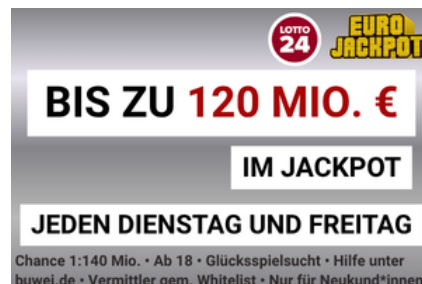 LOTTO
24
EURO
JACKPOT
BIS ZU 120 MIO. €
IM JACKPOT
JEDEN DIENSTAG UND FREITAG
Chance 1:140 Mio. • Ab 18 • Glücksspielsucht • Hilfe unter
buwei.de • Vermittler gem. Whitelist • Nur für Neukund*innen